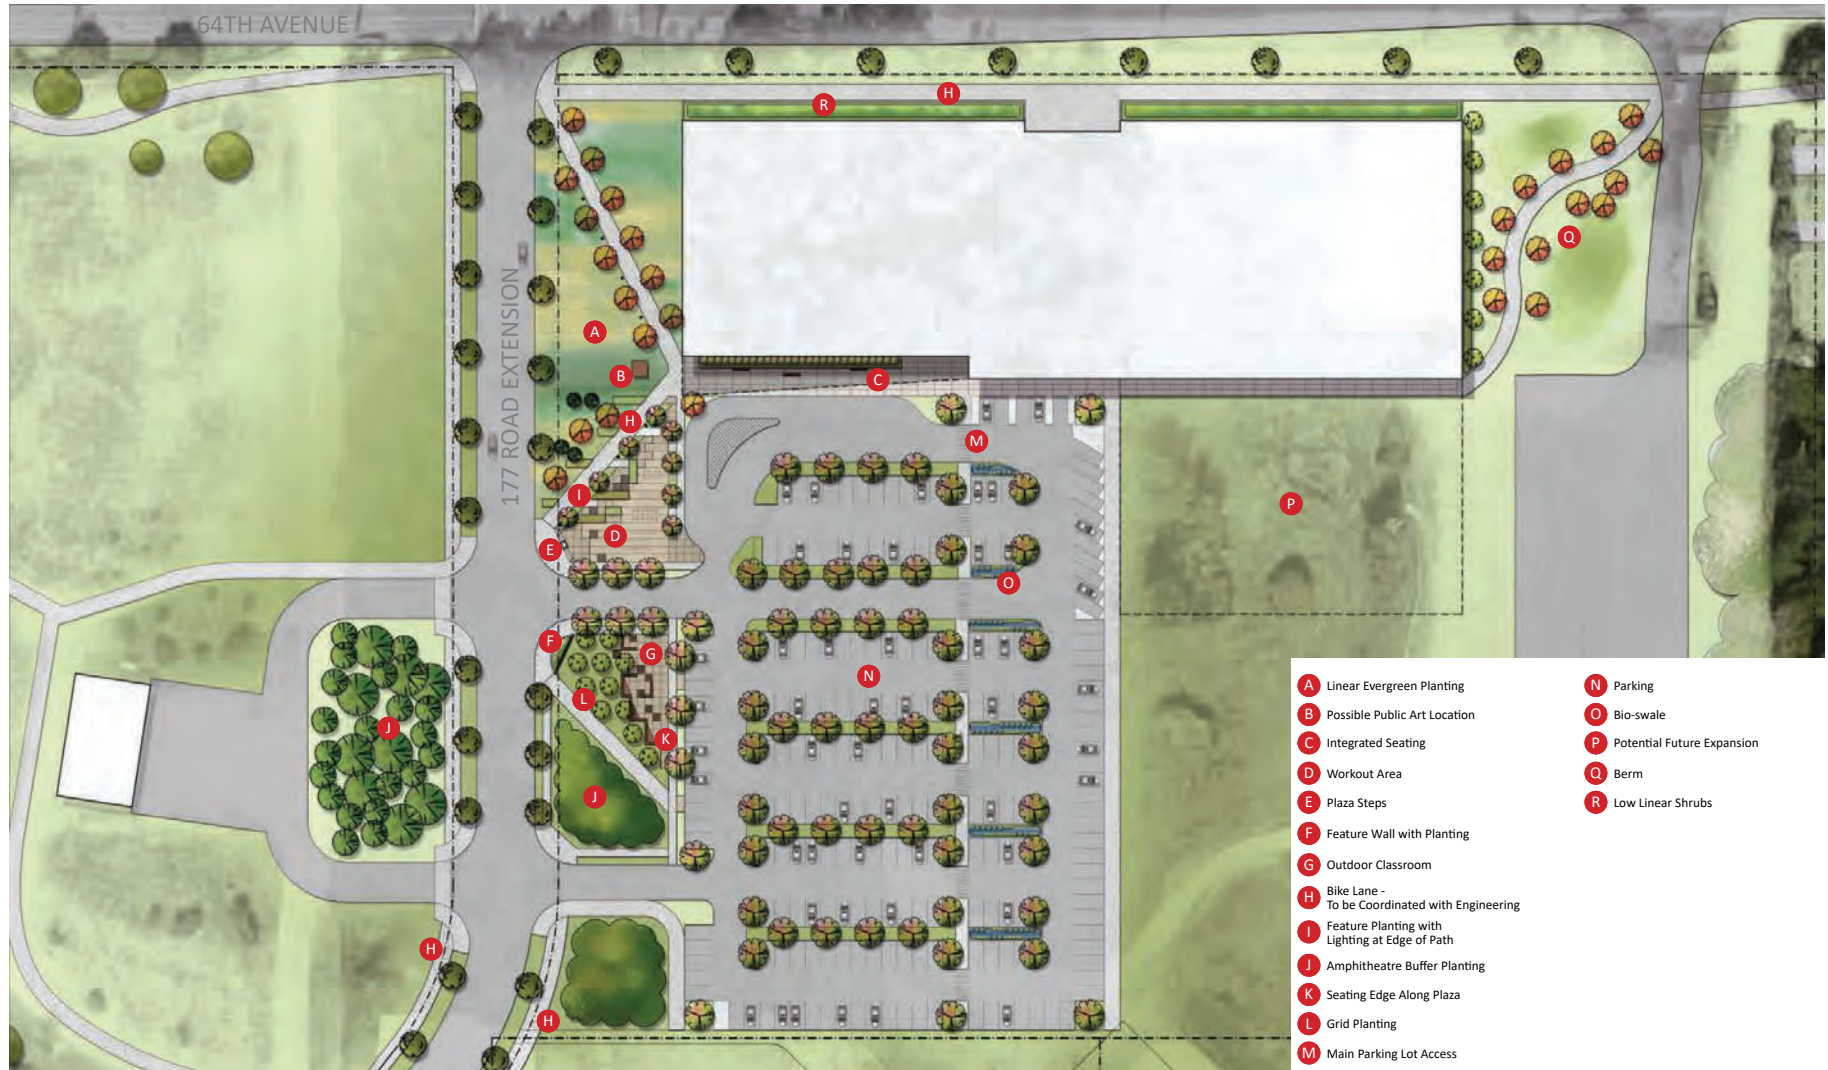 64TH AVENUE
177 ROAD EXTENSION
R
H
A
B
C
H
M
I
D
E
O
P
Q
F
G
L
K
J
J
N
H
H
A Linear Evergreen Planting
B Possible Public Art Location
C Integrated Seating
D Workout Area
E Plaza Steps
F Feature Wall with Planting
G Outdoor Classroom
H Bike Lane -
To be Coordinated with Engineering
I Feature Planting with
Lighting at Edge of Path
J Amphitheatre Buffer Planting
K Seating Edge Along Plaza
L Grid Planting
M Main Parking Lot Access
N Parking
O Bio-swale
P Potential Future Expansion
Q Berm
R Low Linear Shrubs